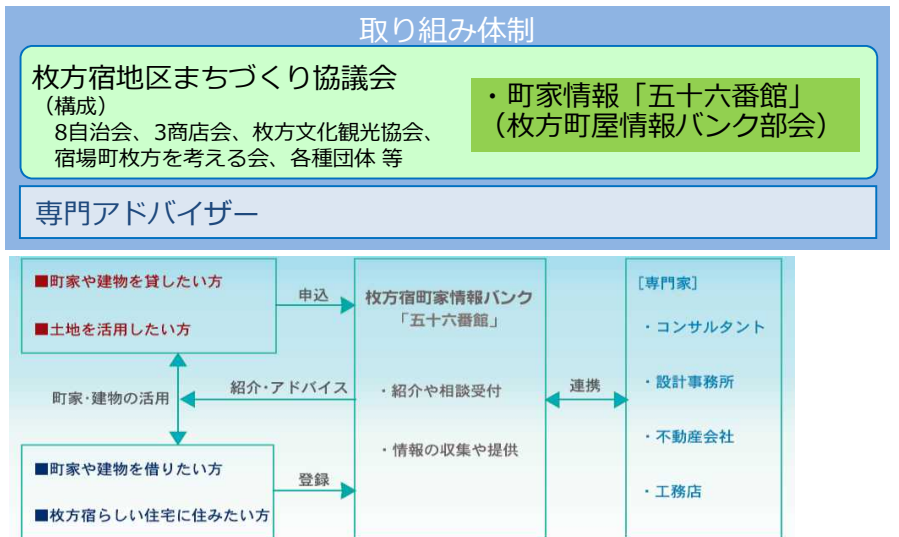 取り組み体制
枚方宿地区まちづくり協議会
（構成）
8自治会、3商店会、枚方文化観光協会、
宿場町枚方を考える会、各種団体 等
・町家情報「五十六番館」
（枚方町屋情報バンク部会）
専門アドバイザー
■町家や建物を貸したい方
■土地を活用したい方
申込
枚方宿町家情報バンク
「五十六番館」
・紹介や相談受付
・情報の収集や提供
紹介・アドバイス
町家・建物の活用
■町家や建物を借りたい方
■枚方宿らしい住宅に住みたい方
登録
連携
［専門家］
・コンサルタント
・設計事務所
・不動産会社
・工務店